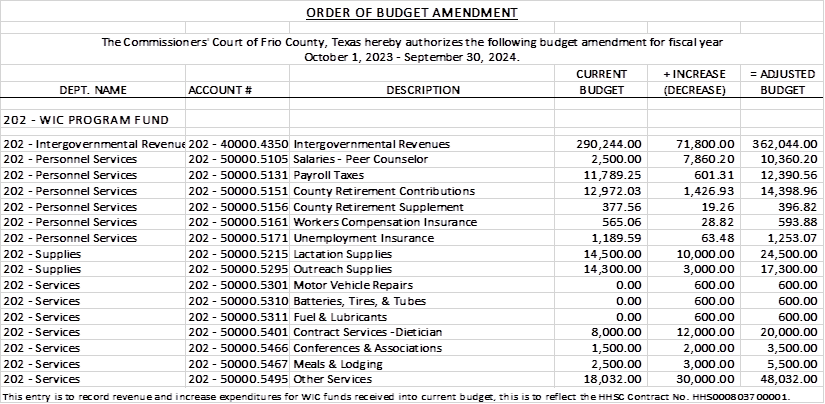 ORDER OF BUDGET AMENDMENT
The Commissioners' Court of Frio County, Texas hereby authorizes the following budget amendment for fiscal year
October 1, 2023 - September 30, 2024.
CURRENT + INCREASE = ADJUSTED
DEPT. NAME ACCOUNT # DESCRIPTION BUDGET (DECREASE) BUDGET
202 - WIC PROGRAM FUND
202 - Intergovernmental Revenue 202 - 40000.4350 Intergovernmental Revenues 290,244.00 71,800.00 362,044.00
202 - Personnel Services 202 - 50000.5105 Salaries - Peer Counselor 2,500.00 7,860.20 10,360.20
202 - Personnel Services 202 - 50000.5131 Payroll Taxes 11,789.25 601.31 12,390.56
202 - Personnel Services 202 - 50000.5151 County Retirement Contributions 12,972.03 1,426.93 14,398.96
202 - Personnel Services 202 - 50000.5156 County Retirement Supplement 377.56 19.26 396.82
202 - Personnel Services 202 - 50000.5161 Workers Compensation Insurance 565.06 28.82 593.88
202 - Personnel Services 202 - 50000.5171 Unemployment Insurance 1,189.59 63.48 1,253.07
202 - Supplies 202 - 50000.5215 Lactation Supplies 14,500.00 10,000.00 24,500.00
202 - Supplies 202 - 50000.5295 Outreach Supplies 14,300.00 3,000.00 17,300.00
202 - Services 202 - 50000.5301 Motor Vehicle Repairs 0.00 600.00 600.00
202 - Services 202 - 50000.5310 Batteries, Tires, & Tubes 0.00 600.00 600.00
202 - Services 202 - 50000.5311 Fuel & Lubricants 0.00 600.00 600.00
202 - Services 202 - 50000.5401 Contract Services -Dietician 8,000.00 12,000.00 20,000.00
202 - Services 202 - 50000.5466 Conferences & Associations 1,500.00 2,000.00 3,500.00
202 - Services 202 - 50000.5467 Meals & Lodging 2,500.00 3,000.00 5,500.00
202 - Services 202 - 50000.5495 Other Services 18,032.00 30,000.00 48,032.00
This entry is to record revenue and increase expenditures for WIC funds received into current budget, this is to reflect the HHSC Contract No. HHS000803700001.